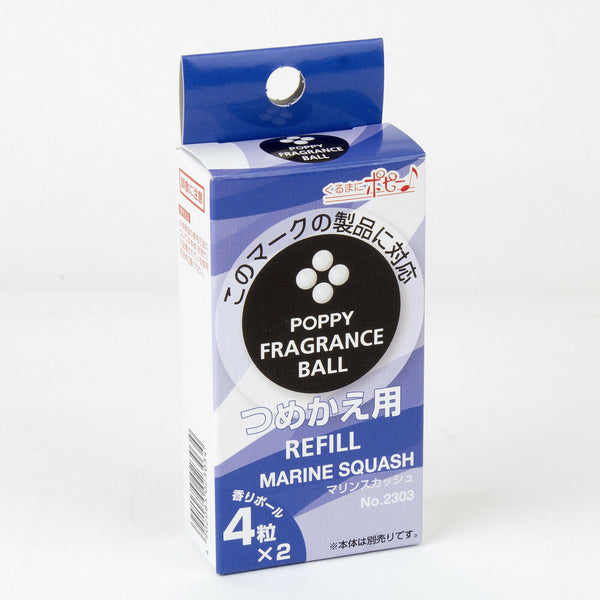 POPPY
FRAGRANCE
BALL
くるまにポピー♪
このマークの製品に対応
POPPY
FRAGRANCE
BALL
つめかえ用
REFILL
MARINE SQUASH
マリンスカッシュ
No.2303
香りボール
4粒
×2
※本体は別売りです。